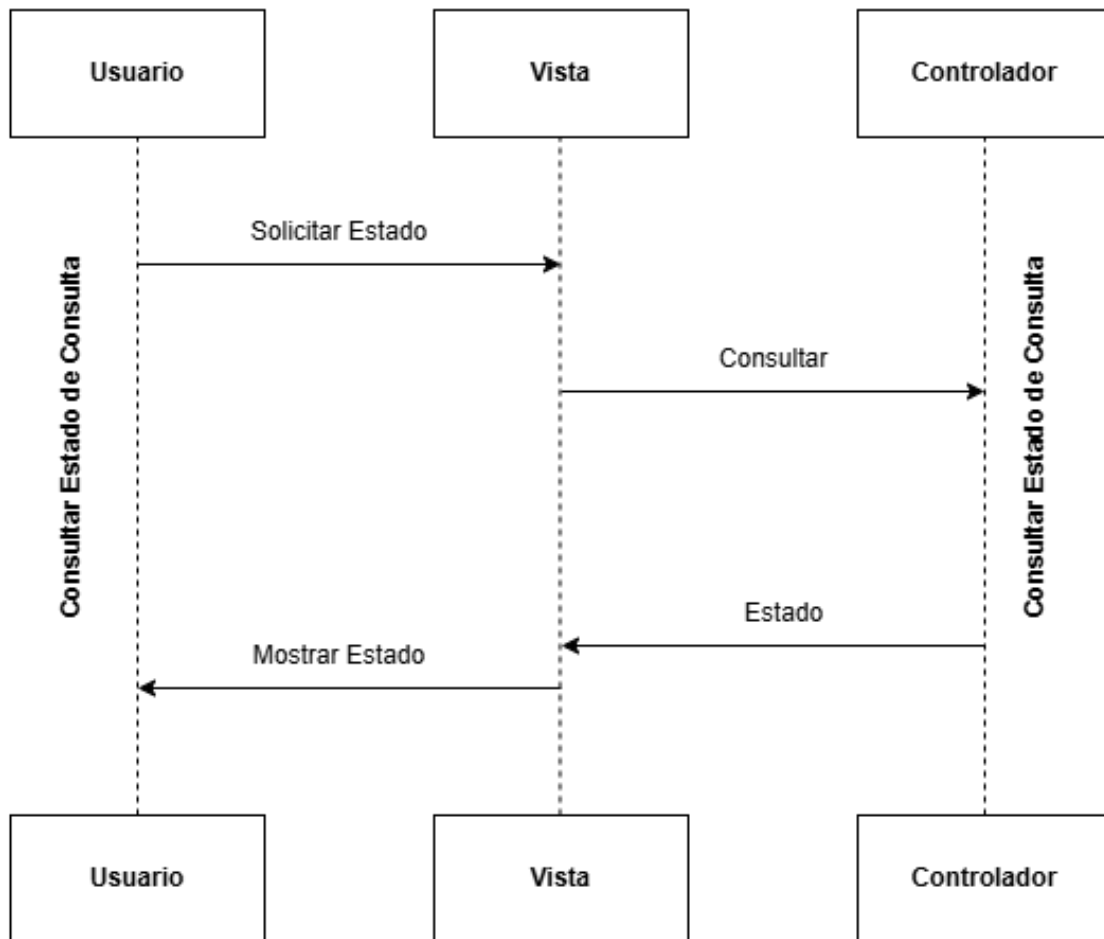 Usuario
Vista
Controlador
Solicitar Estado
Consultar Estado de Consulta
Consultar Estado de Consulta
Consultar
Estado
Mostrar Estado
Usuario
Vista
Controlador